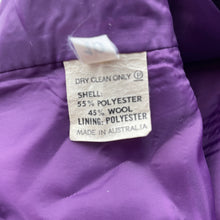 DRY CLEAN ONLY Ⓟ
SHELL:
55% POLYESTER
45% WOOL
LINING: POLYESTER
MADE IN AUSTRALIA